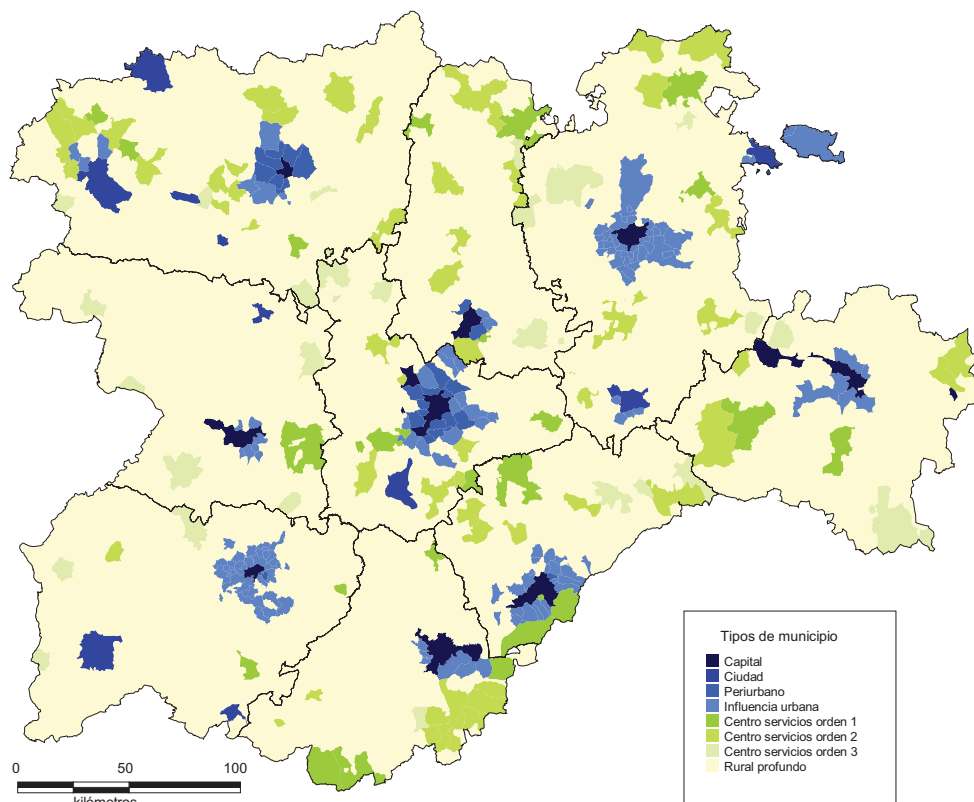 Tipos de municipio
Capital
Ciudad
Periurbano
Influencia urbana
Centro servicios orden 1
Centro servicios orden 2
Centro servicios orden 3
Rural profundo
0 50 100
kilómetros